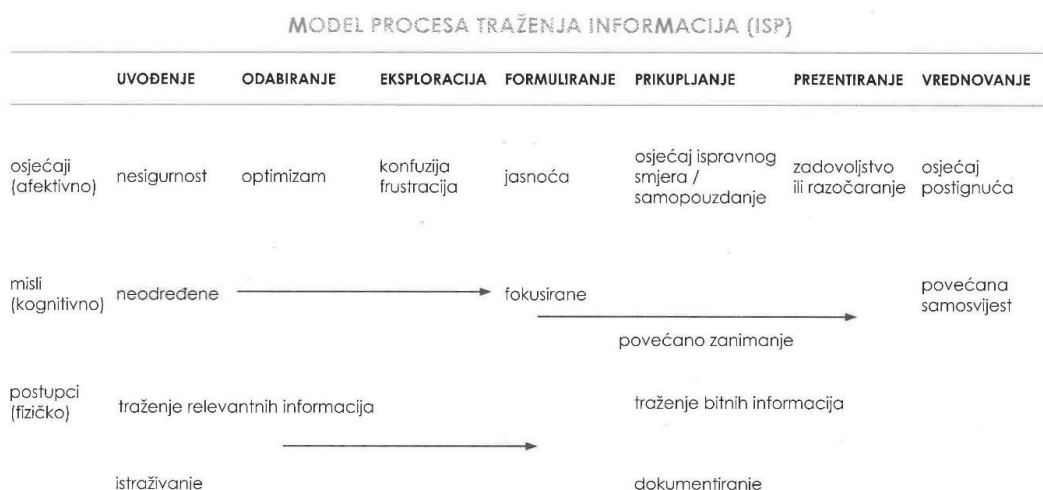 MODEL PROCESA TRAŽENJA INFORMACIJA (ISP)
UVOĐENJE ODABIRANJE EKSPLORACIJA FORMULIRANJE PRIKUPLJANJE PREZENTIRANJE VREDNOVANJE
osjećaji
(afektivno)
nesigurnost
optimizam
konfuzija
frustracija
jasnoća
osjećaj ispravnog
smjera /
samopouzdanje
zadovoljstvo
ili razočaranje
osjećaj
postignuća
misli
(kognitivno)
neodređene
fokusirane
povećano zanimanje
povećana
samosvijest
postupci
(fizičko)
traženje relevantnih informacija
traženje bitnih informacija
istraživanje
dokumentiranje